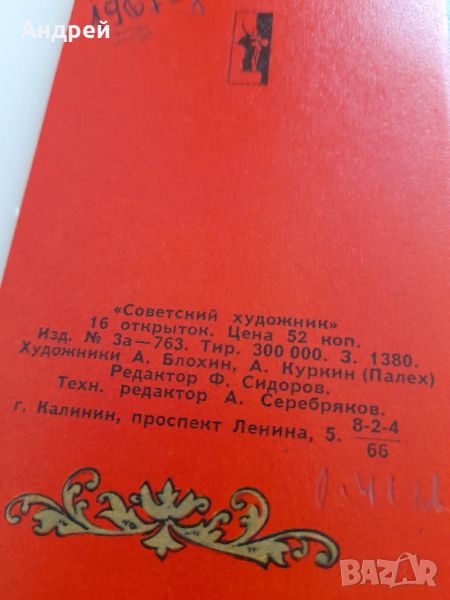 Андрей
«Советский художник»
16 открыток. Цена 52 коп.
Изд. № 3а—763. Тир. 300 000. З. 1380.
Художники А. Блохин, А. Куркин (Палех)
Редактор Ф. Сидоров.
Техн. редактор А. Серебряков.
г. Калинин, проспект Ленина, 5. 8-2-4
66
BAZAR